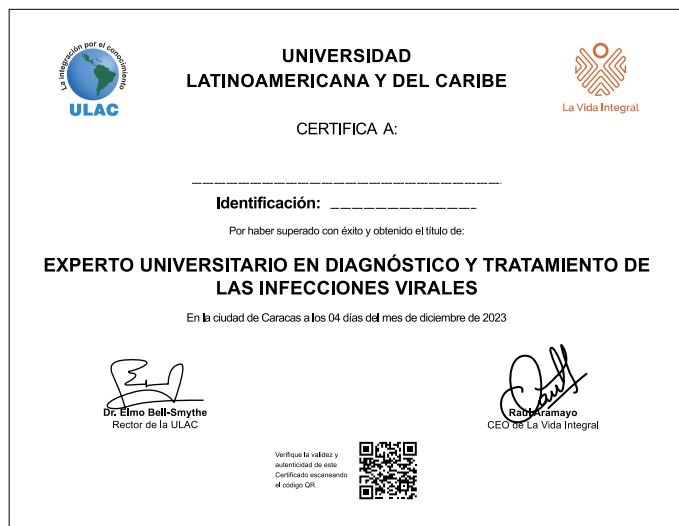 La integración por el conocimiento
ULAC
UNIVERSIDAD
LATINOAMERICANA Y DEL CARIBE
La Vida Integral
CERTIFICA A:
Identificación:
Por haber superado con éxito y obtenido el título de:
EXPERTO UNIVERSITARIO EN DIAGNÓSTICO Y TRATAMIENTO DE
LAS INFECCIONES VIRALES
En la ciudad de Caracas a los 04 días del mes de diciembre de 2023
Dr. Elmo Bell-Smythe
Rector de la ULAC
Raúl Aramayo
CEO de La Vida Integral
Verifique la validez y
autenticidad de este
Certificado escaneando
el código QR